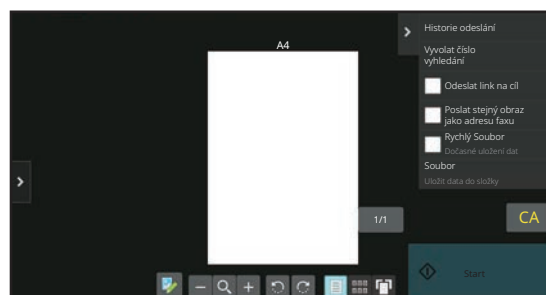 A4
Historie odeslání
Vyvolat číslo
vyhledání
Odeslat link na cíl
Poslat stejný obraz
jako adresu faxu
Rychlý Soubor
Dočasné uložení dat
Soubor
Uložit data do složky
1/1
CA
Start